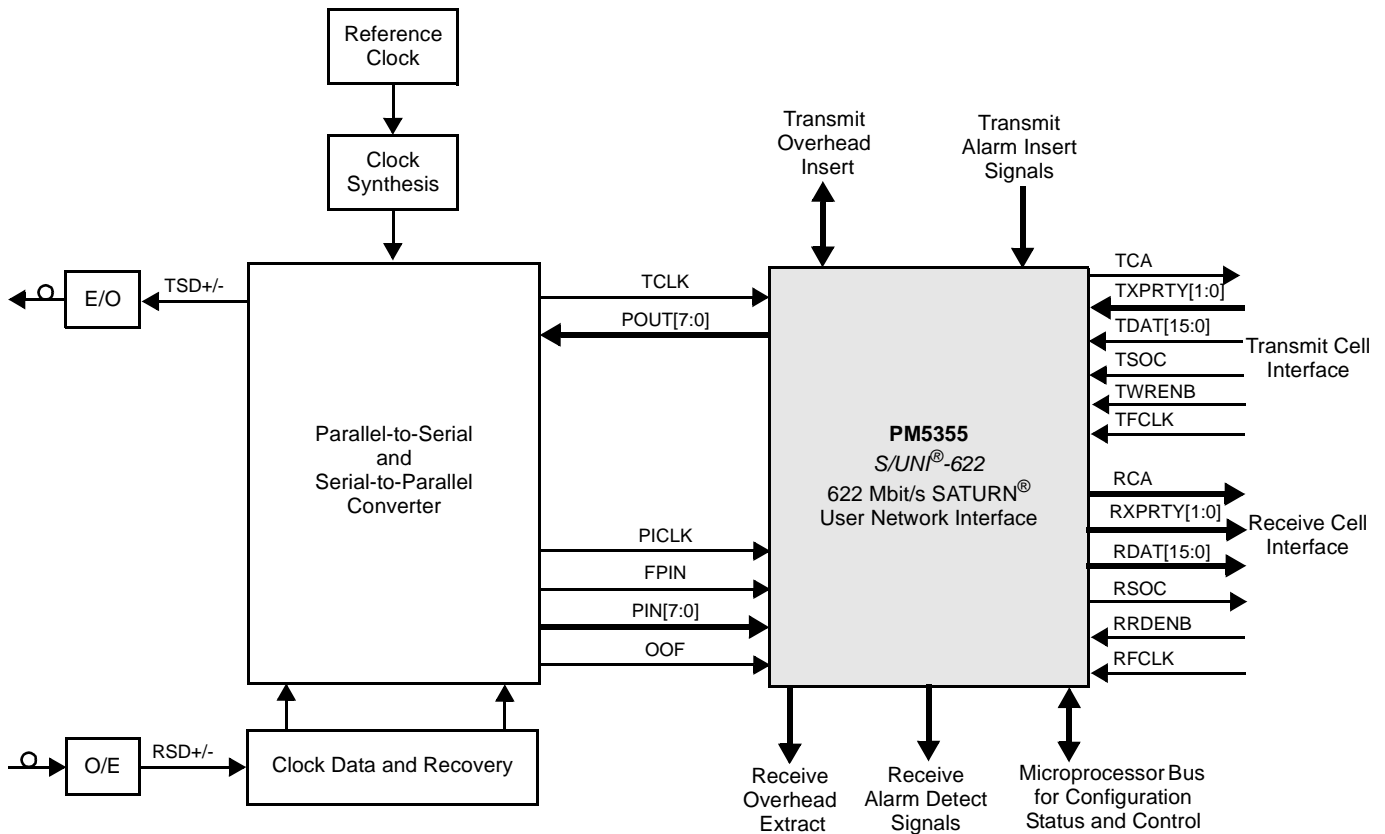 Reference
Clock
Clock
Synthesis
Transmit
Overhead
Insert
Transmit
Alarm Insert
Signals
E/O
TSD+/-
Parallel-to-Serial
and
Serial-to-Parallel
Converter
TCLK
POUT[7:0]
PICLK
FPIN
PIN[7:0]
OOF
PM5355
S/UNI®-622
622 Mbit/s SATURN®
User Network Interface
TCA
TXPRTY[1:0]
TDAT[15:0]
TSOC
TWRENB
TFCLK
Transmit Cell
Interface
RCA
RXPRTY[1:0]
RDAT[15:0]
RSOC
RRDENB
RFCLK
Receive Cell
Interface
O/E
RSD+/-
Clock Data and Recovery
Receive
Overhead
Extract
Receive
Alarm Detect
Signals
Microprocessor Bus
for Configuration
Status and Control